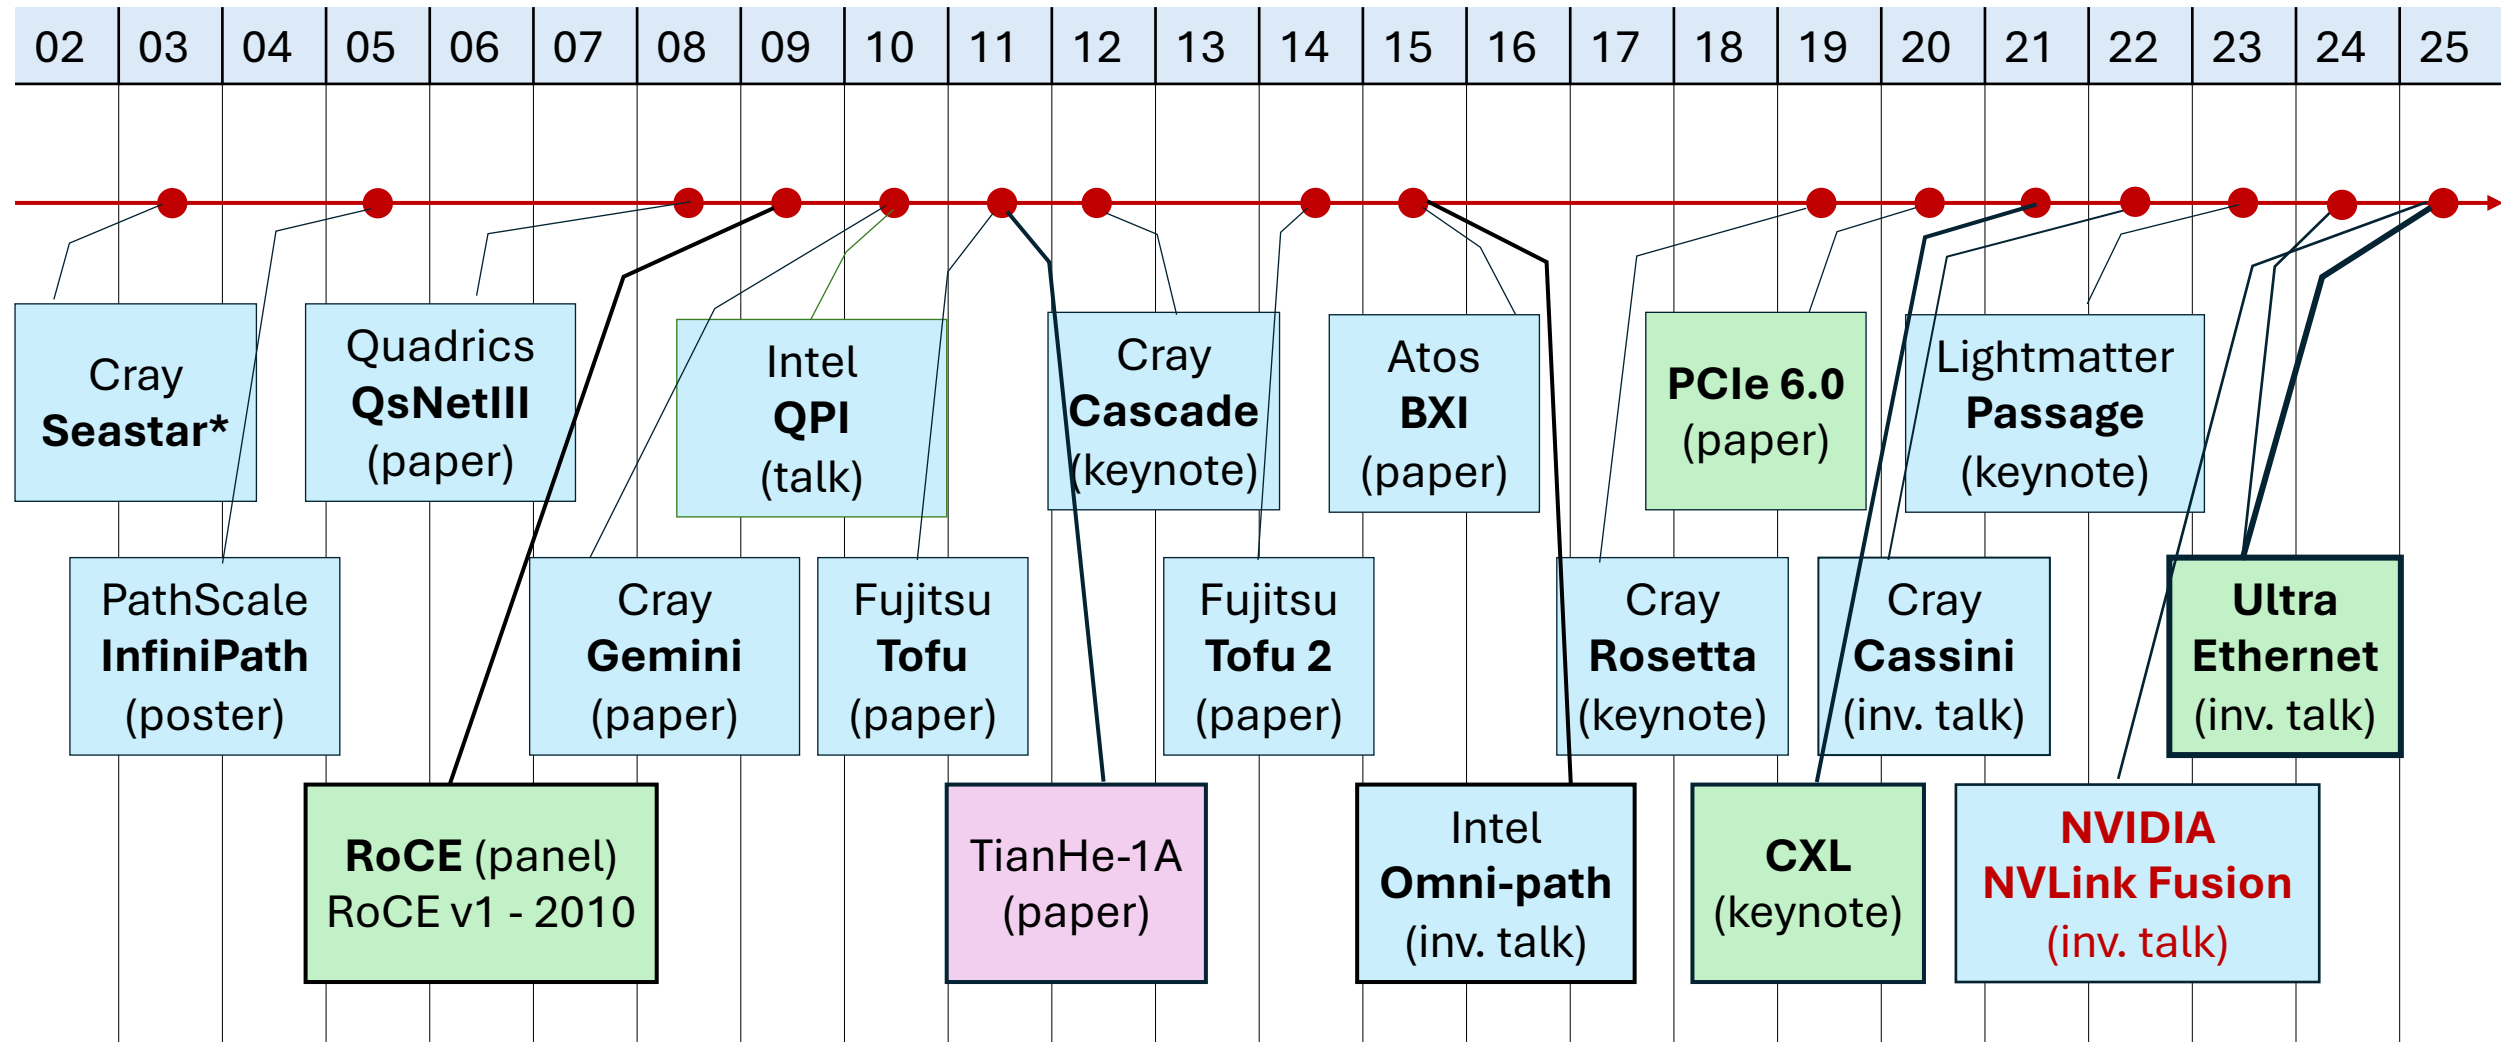 02 03 04 05 06 07 08 09 10 11 12 13 14 15 16 17 18 19 20 21 22 23 24 25
Cray
Seastar*
Quadrics
QsNetIII
(paper)
Intel
QPI
(talk)
Cray
Cascade
(keynote)
Atos
BXI
(paper)
PCIe 6.0
(paper)
Lightmatter
Passage
(keynote)
PathScale
InfiniPath
(poster)
Cray
Gemini
(paper)
Fujitsu
Tofu
(paper)
Fujitsu
Tofu 2
(paper)
Cray
Rosetta
(keynote)
Cray
Cassini
(inv. talk)
Ultra
Ethernet
(inv. talk)
RoCE (panel)
RoCE v1 - 2010
TianHe-1A
(paper)
Intel
Omni-path
(inv. talk)
CXL
(keynote)
NVIDIA
NVLink Fusion
(inv. talk)